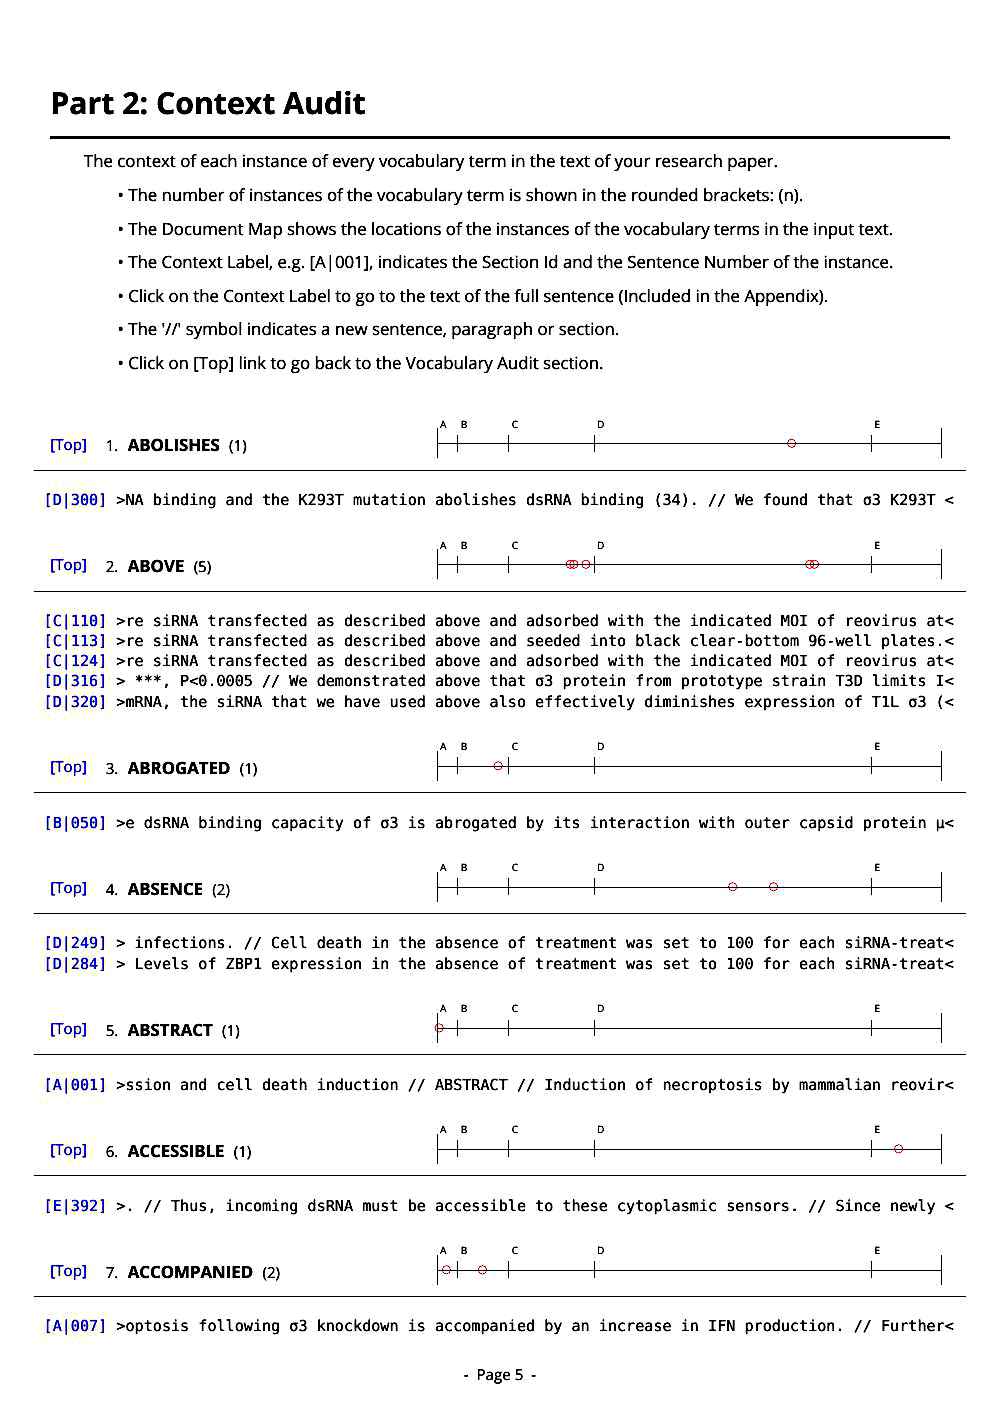 Part 2: Context Audit
The context of each instance of every vocabulary term in the text of your research paper.
• The number of instances of the vocabulary term is shown in the rounded brackets: (n).
• The Document Map shows the locations of the instances of the vocabulary terms in the input text.
• The Context Label, e.g. [A|001], indicates the Section Id and the Sentence Number of the instance.
• Click on the Context Label to go to the text of the full sentence (Included in the Appendix).
• The '//' symbol indicates a new sentence, paragraph or section.
• Click on [Top] link to go back to the Vocabulary Audit section.
A B C D E
[Top] 1. ABOLISHES (1)
[D|300] >NA binding and the K293T mutation abolishes dsRNA binding (34). // We found that σ3 K293T <
A B C D E
[Top] 2. ABOVE (5)
[C|110] >re siRNA transfected as described above and adsorbed with the indicated MOI of reovirus at<
[C|113] >re siRNA transfected as described above and seeded into black clear-bottom 96-well plates.<
[C|124] >re siRNA transfected as described above and adsorbed with the indicated MOI of reovirus at<
[D|316] > ***, P<0.0005 // We demonstrated above that σ3 protein from prototype strain T3D limits I<
[D|320] >mRNA, the siRNA that we have used above also effectively diminishes expression of T1L σ3 (<
A B C D E
[Top] 3. ABROGATED (1)
[B|050] >e dsRNA binding capacity of σ3 is abrogated by its interaction with outer capsid protein μ<
A B C D E
[Top] 4. ABSENCE (2)
[D|249] > infections. // Cell death in the absence of treatment was set to 100 for each siRNA-treat<
[D|284] > Levels of ZBP1 expression in the absence of treatment was set to 100 for each siRNA-treat<
A B C D E
[Top] 5. ABSTRACT (1)
[A|001] >ssion and cell death induction // ABSTRACT // Induction of necroptosis by mammalian reovir<
A B C D E
[Top] 6. ACCESSIBLE (1)
[E|392] >. // Thus, incoming dsRNA must be accessible to these cytoplasmic sensors. // Since newly <
A B C D E
[Top] 7. ACCOMPANIED (2)
[A|007] >optosis following σ3 knockdown is accompanied by an increase in IFN production. // Further<
- Page 5 -